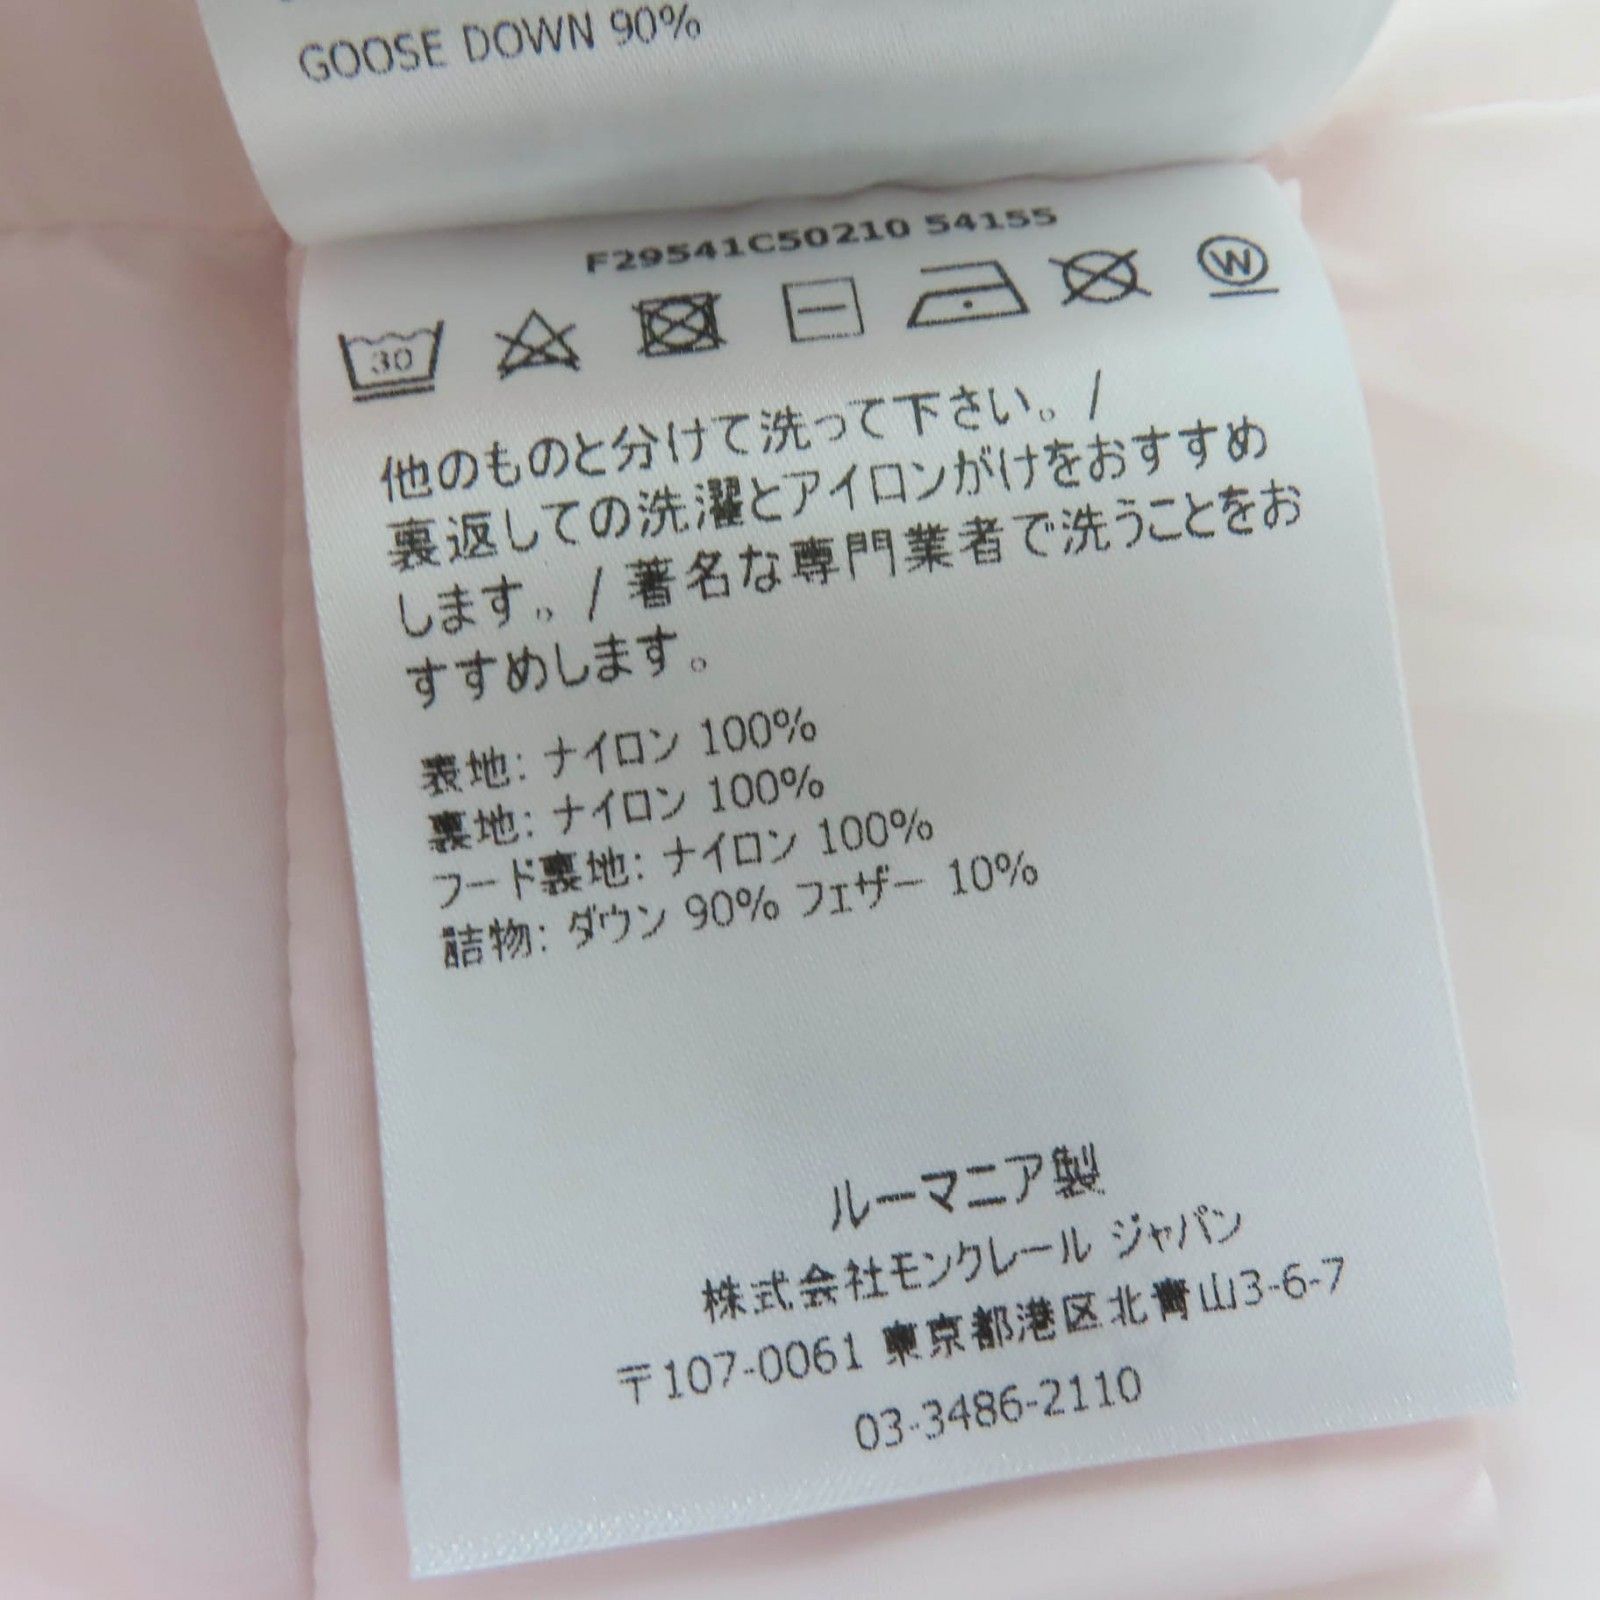 GOOSE DOWN 90%
F29541C50210 54155
30
W
他のものと分けて洗って下さい。 /
裏返しての洗濯とアイロンがけをおすすめ
します。 / 著名な専門業者で洗うことをお
すすめします。
表地: ナイロン 100%
裏地: ナイロン 100%
フード裏地: ナイロン 100%
詰物: ダウン 90% フェザー 10%
ルーマニア製
株式会社モンクレール ジャパン
〒107-0061 東京都港区北青山3-6-7
03-3486-2110